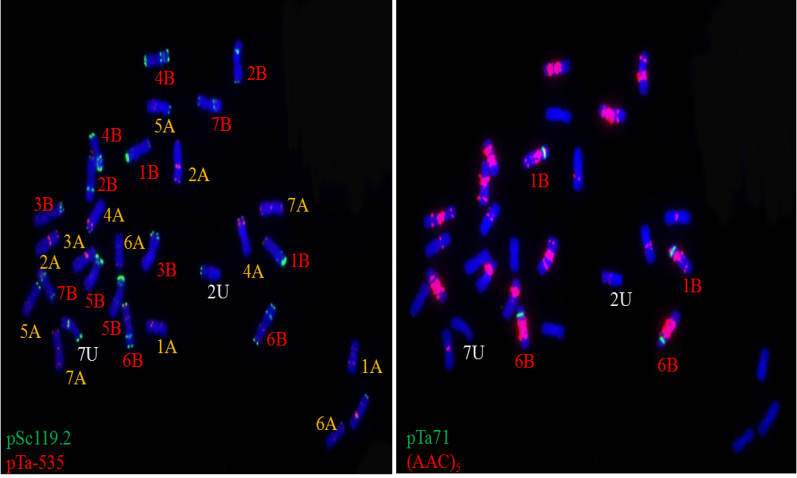 4B
2B
5A
7B
4B
1B
2A
2B
3B
4A
7A
3A
6A
2A
3B
4A
1B
7B
5B
2U
5A
5B
1A
6B
7U
6B
7A
1A
6A
pSc119.2
pTa-535
1B
1B
2U
7U
6B
6B
pTa71
(AAC)5